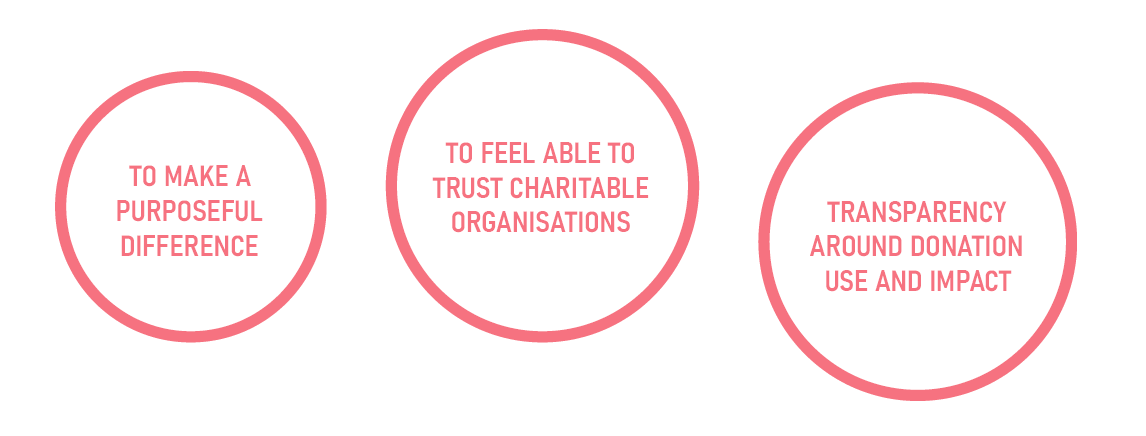 TO MAKE A
PURPOSEFUL
DIFFERENCE
TO FEEL ABLE TO
TRUST CHARITABLE
ORGANISATIONS
TRANSPARENCY
AROUND DONATION
USE AND IMPACT